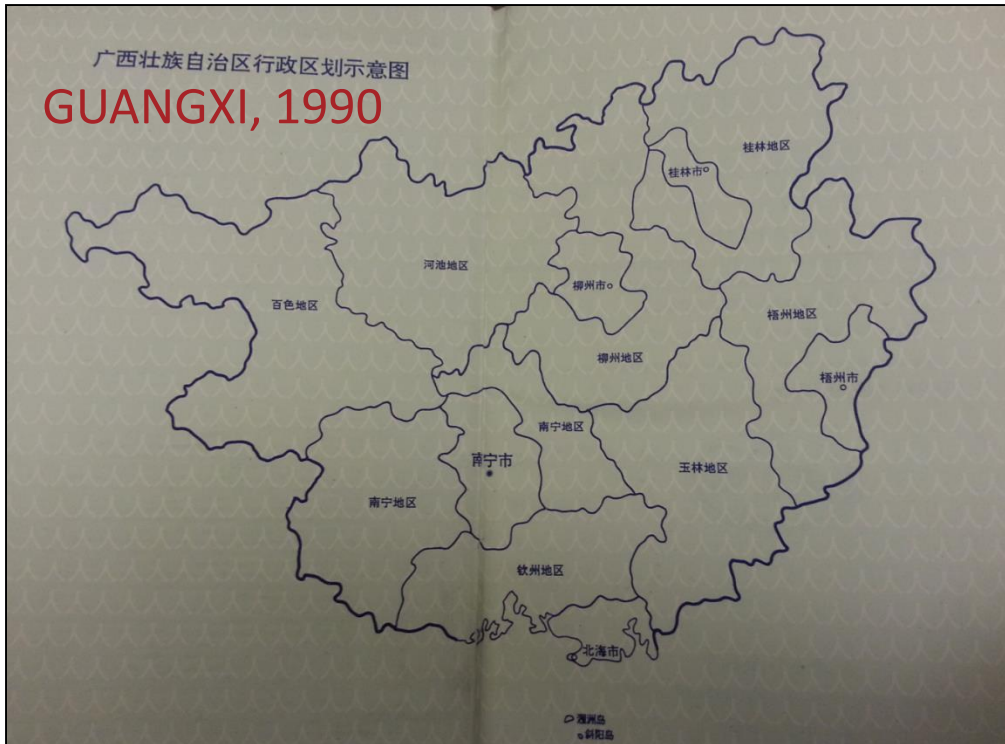 广西壮族自治区行政区划示意图
GUANGXI, 1990
桂林地区
桂林市
河池地区
柳州市
百色地区
梧州地区
柳州地区
梧州市
南宁地区
南宁市
玉林地区
南宁地区
钦州地区
北海市
涠洲岛
斜阳岛